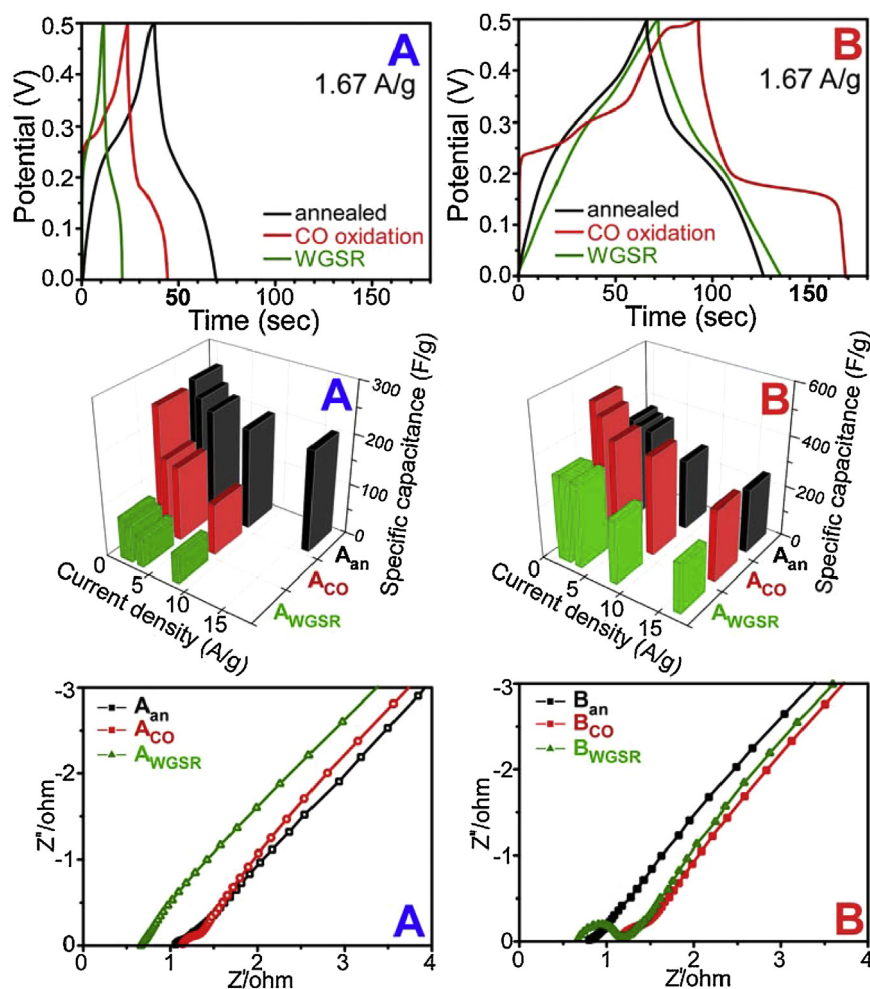 A
1.67 A/g
Potential (V)
0.5
0.4
0.3
0.2
0.1
0.0
annealed
CO oxidation
WGSR
0 50 100 150
Time (sec)
B
1.67 A/g
Potential (V)
0.5
0.4
0.3
0.2
0.1
0.0
annealed
CO oxidation
WGSR
0 50 100 150
Time (sec)
A
Specific capacitance (F/g)
300
200
100
0
0
5
10
15
Current density (A/g)
Aan
ACO
AWGSR
B
Specific capacitance (F/g)
600
400
200
0
0
5
10
15
Current density (A/g)
Aan
ACO
AWGSR
Z"/ohm
-3
-2
-1
0
Aan
ACO
AWGSR
A
0 1 2 3 4
Z'/ohm
Z"/ohm
-3
-2
-1
0
Ban
BCO
BWGSR
B
0 1 2 3 4
Z'/ohm